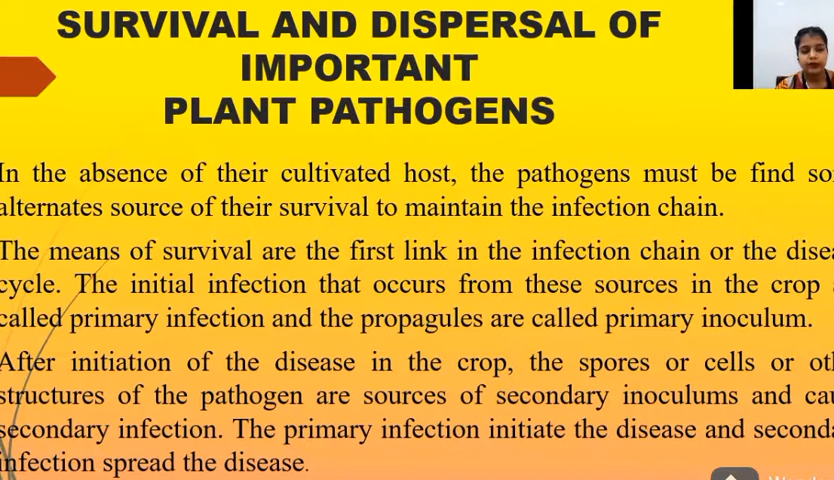 SURVIVAL AND DISPERSAL OF
IMPORTANT
PLANT PATHOGENS
In the absence of their cultivated host, the pathogens must be find
alternates source of their survival to maintain the infection chain.
The means of survival are the first link in the infection chain or the
cycle. The initial infection that occurs from these sources in the crop
called primary infection and the propagules are called primary inoculum.
After initiation of the disease in the crop, the spores or cells or
structures of the pathogen are sources of secondary inoculums and
secondary infection. The primary infection initiate the disease and
infection spread the disease.